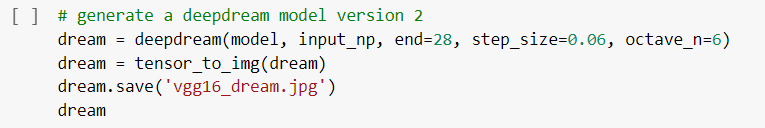 [ ] # generate a deepdream model version 2
dream = deepdream(model, input_np, end=28, step_size=0.06, octave_n=6)
dream = tensor_to_img(dream)
dream.save('vgg16_dream.jpg')
dream